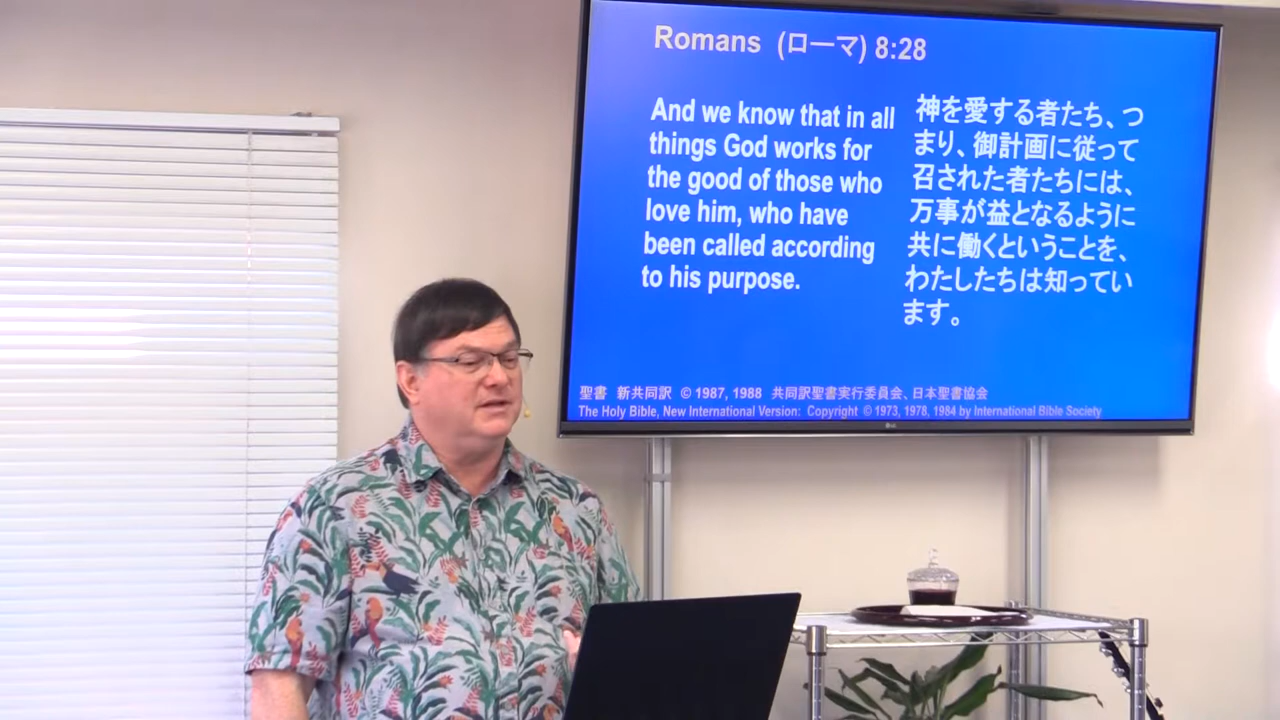 Romans (ローマ) 8:28
And we know that in all
things God works for
the good of those who
love him, who have
been called according
to his purpose.
神を愛する者たち、つ
まり、御計画に従って
召された者たちには、
万事が益となるように
共に働くということを、
わたしたちは知ってい
ます。
聖書 新共同訳 © 1987, 1988 共同訳聖書実行委員会、日本聖書協会
The Holy Bible, New International Version: Copyright © 1973, 1978, 1984 by International Bible Society
LG